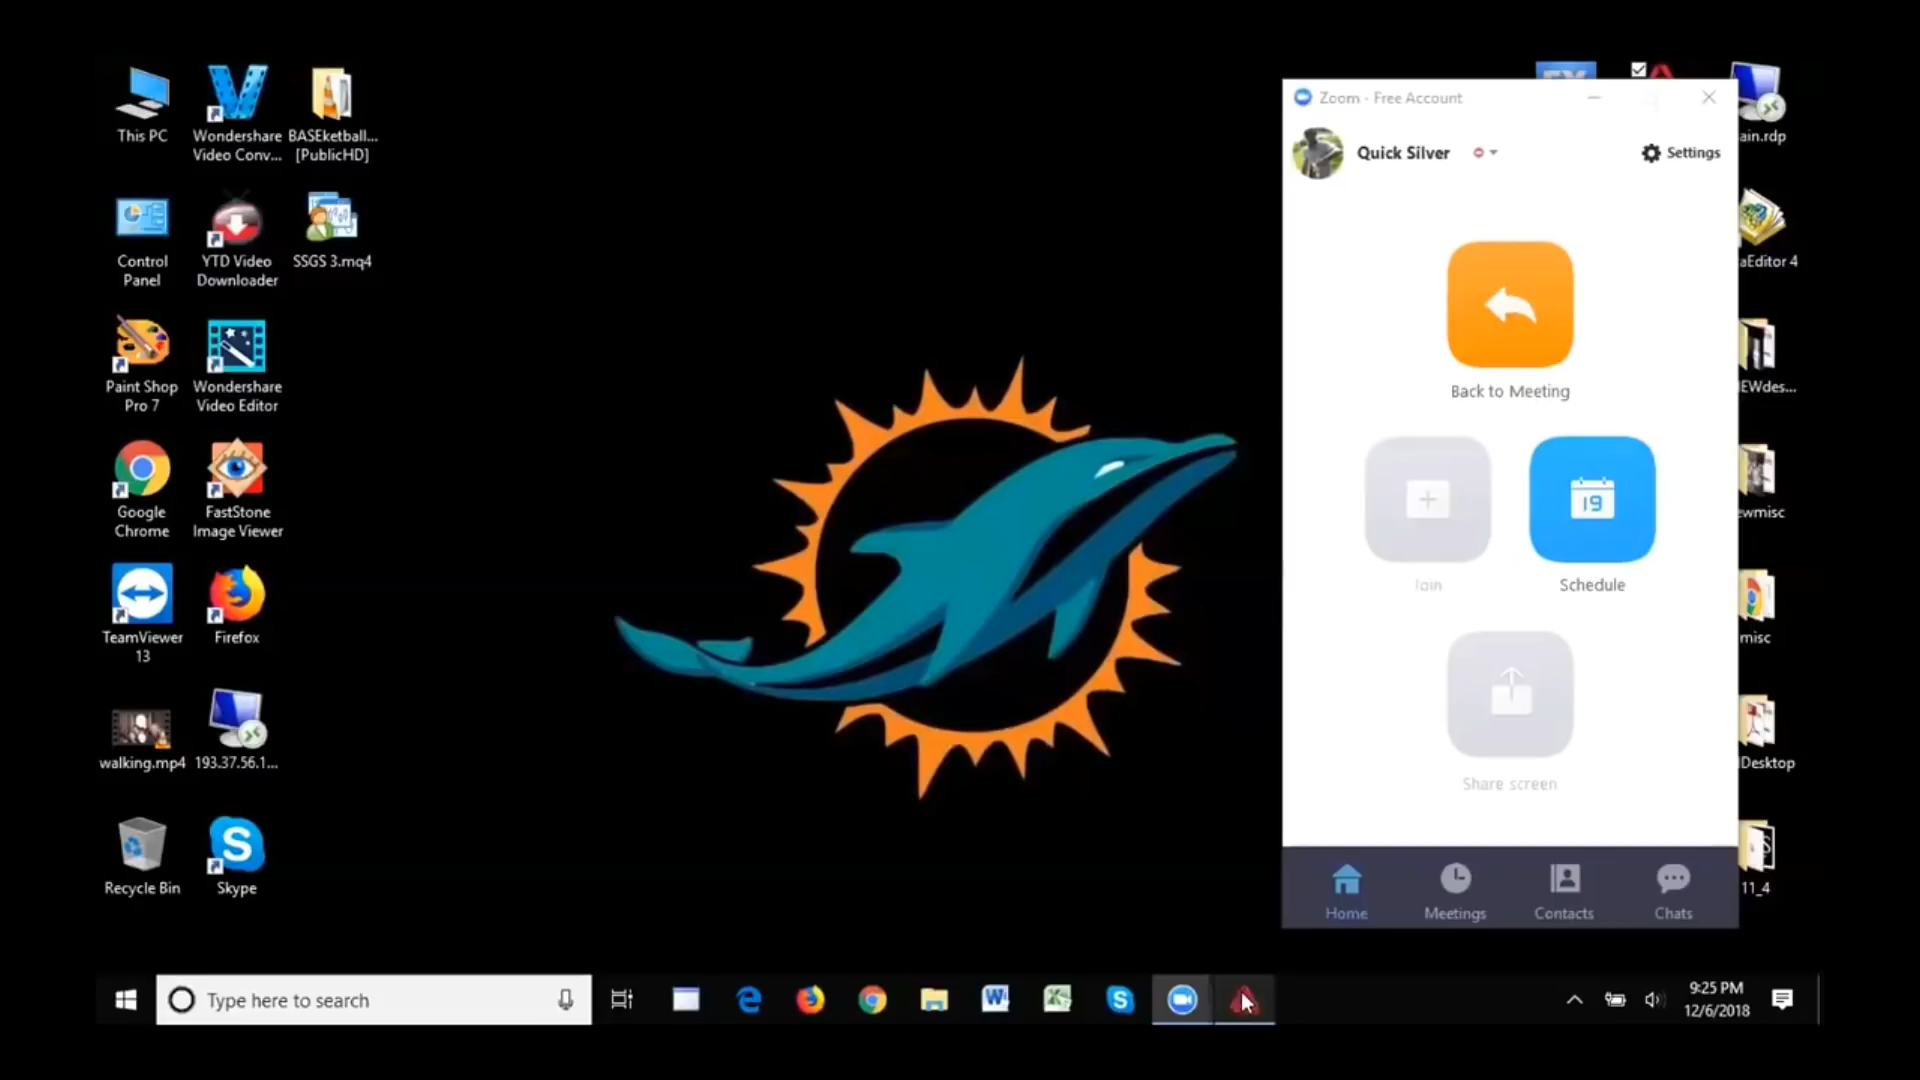 This PC
Wondershare
Video Conv...
BASEketball...
[PublicHD]
Control
Panel
YTD Video
Downloader
SSGS 3.mq4
Paint Shop
Pro 7
Wondershare
Video Editor
Google
Chrome
FastStone
Image Viewer
TeamViewer
13
Firefox
walking.mp4
193.37.56.1...
Recycle Bin
Skype
Zoom - Free Account
Quick Silver
Settings
Back to Meeting
19
Join
Schedule
Share screen
Home
Meetings
Contacts
Chats
ain.rdp
aEditor 4
EWdes...
ewmisc
misc
Desktop
11_4
Type here to search
9:25 PM
12/6/2018